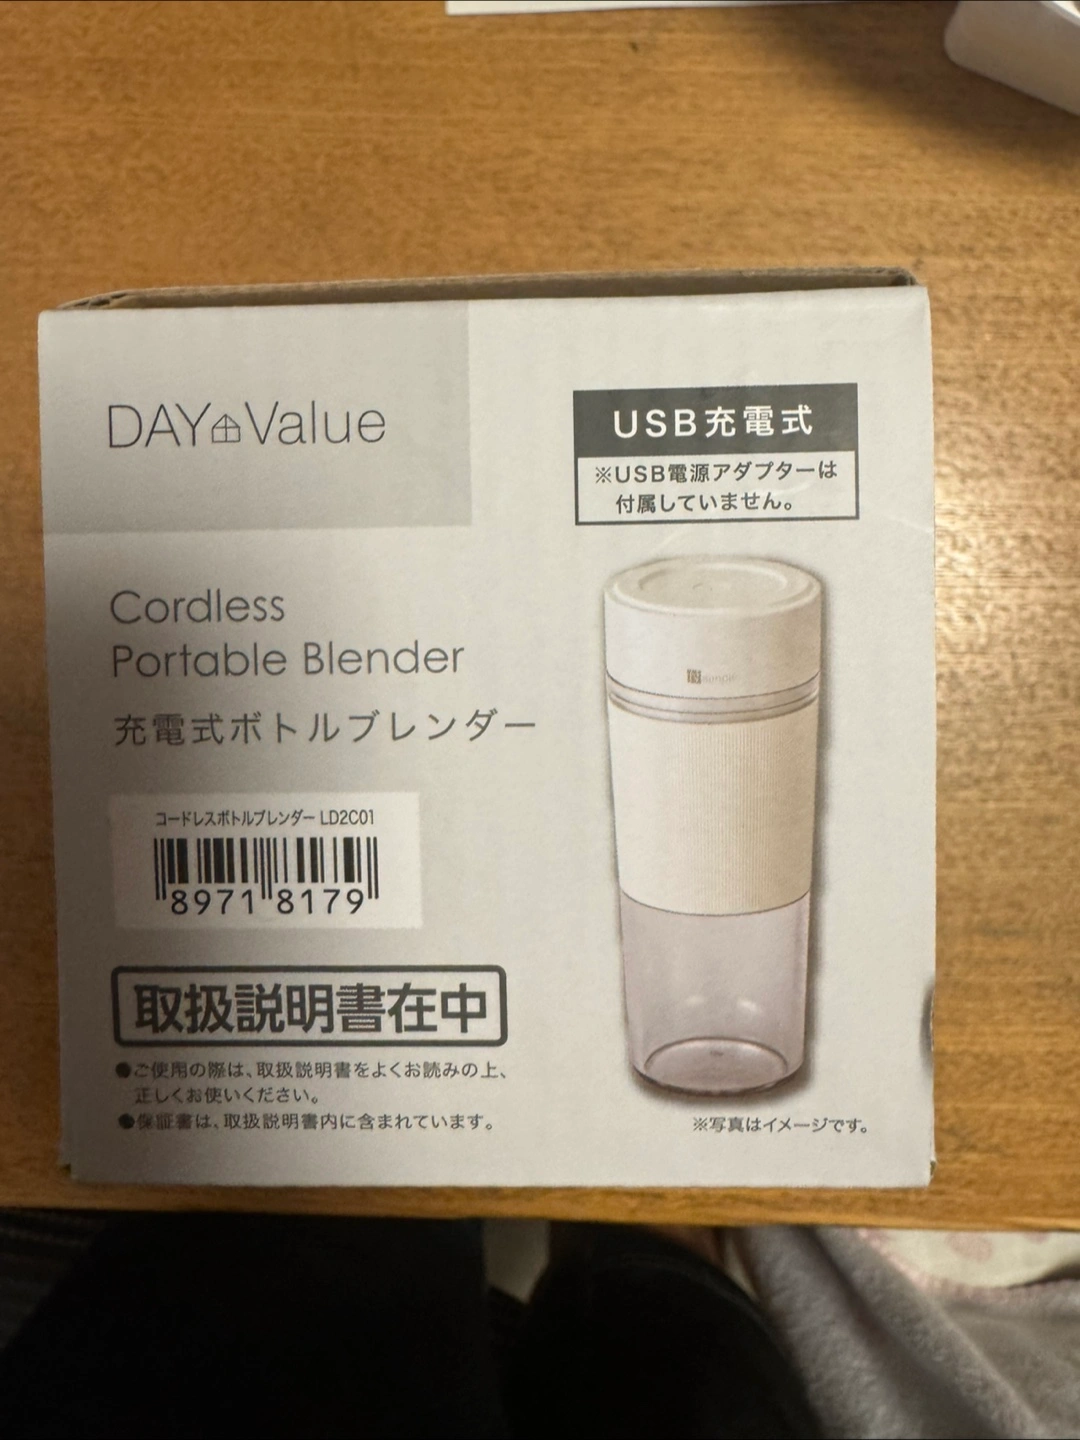 DAY Value
USB充電式
※USB電源アダプターは
付属していません。
Cordless
Portable Blender
充電式ボトルブレンダー
コードレスボトルブレンダー LD2C01
8971 8179
取扱説明書在中
●ご使用の際は、取扱説明書をよくお読みの上、
正しくお使いください。
●保証書は、取扱説明書内に含まれています。
※写真はイメージです。